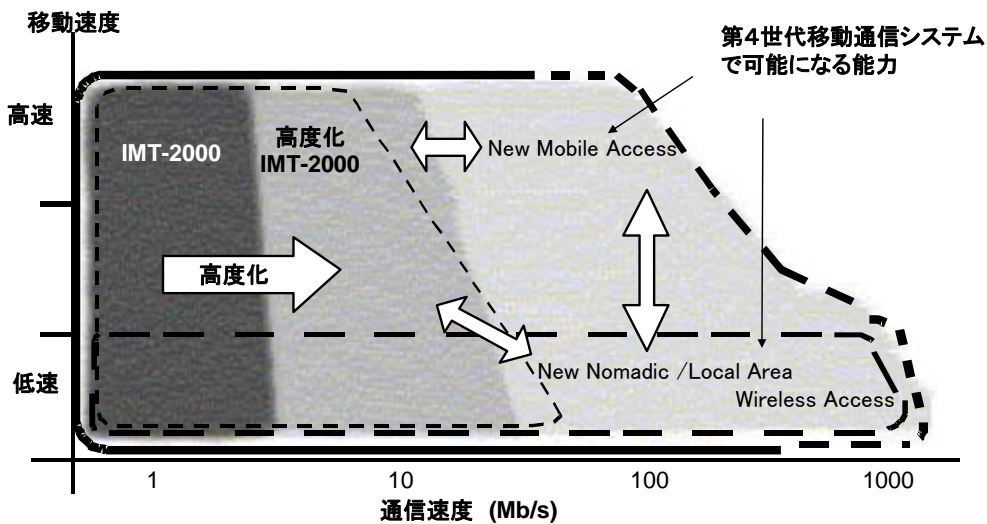 移動速度
第4世代移動通信システム
で可能になる能力
高速
IMT-2000
高度化
IMT-2000
New Mobile Access
高度化
低速
New Nomadic /Local Area
Wireless Access
1
10
100
1000
通信速度 (Mb/s)